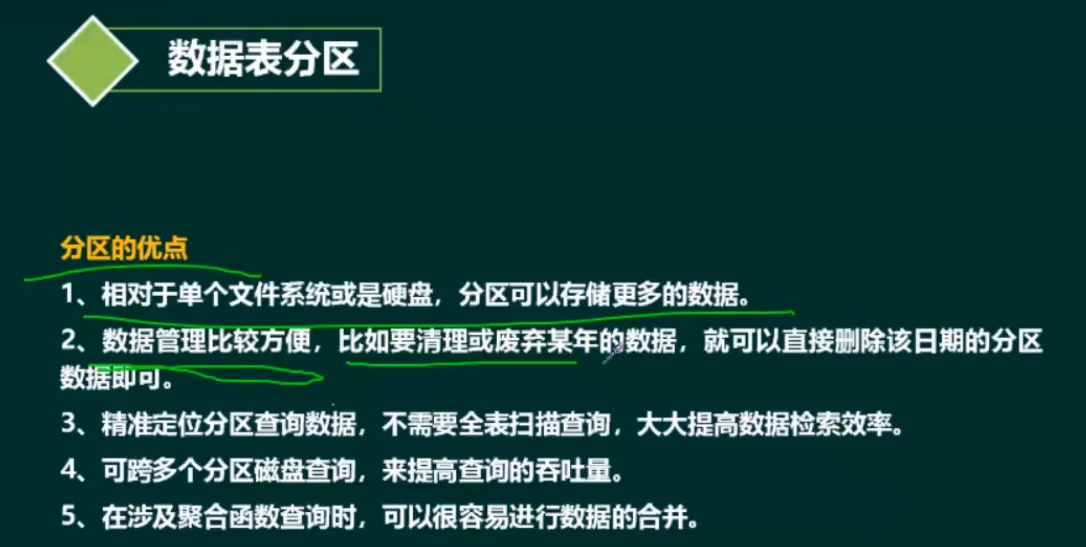 数据表分区
分区的优点
1、相对于单个文件系统或是硬盘，分区可以存储更多的数据。
2、数据管理比较方便，比如要清理或废弃某年的数据，就可以直接删除该日期的分区
数据即可。
3、精准定位分区查询数据，不需要全表扫描查询，大大提高数据检索效率。
4、可跨多个分区磁盘查询，来提高查询的吞吐量。
5、在涉及聚合函数查询时，可以很容易进行数据的合并。